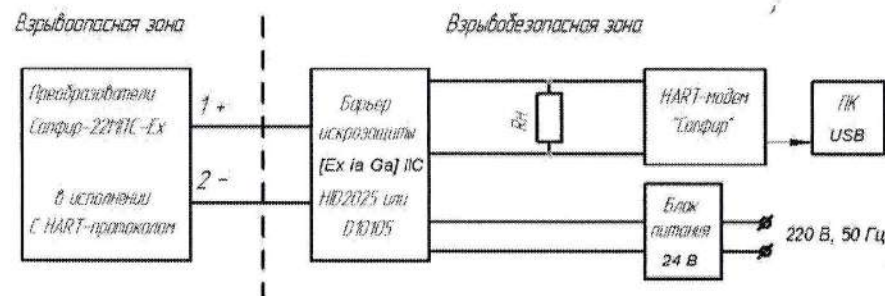 Взрывоопасная зона
Взрывобезопасная зона
Преобразователи
Сапфир-22МПС-Ex
в исполнении
С HART-протоколом
1 +
2 -
Барьер
искрозащиты
[Ex ia Ga] IIC
HiD2025 или
D1010S
Rн
HART-модем
"Сапфир"
ПК
USB
Блок
питания
24 В
220 В, 50 Гц